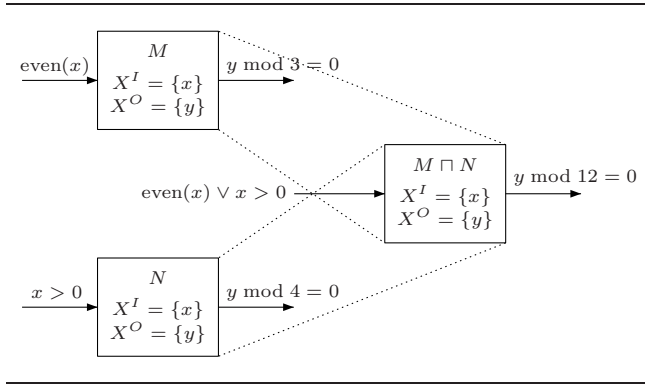 M
even(x)
X^I = {x}
X^O = {y}
y mod 3 = 0
M ⊓ N
even(x) ∨ x > 0
X^I = {x}
X^O = {y}
y mod 12 = 0
N
x > 0
X^I = {x}
X^O = {y}
y mod 4 = 0